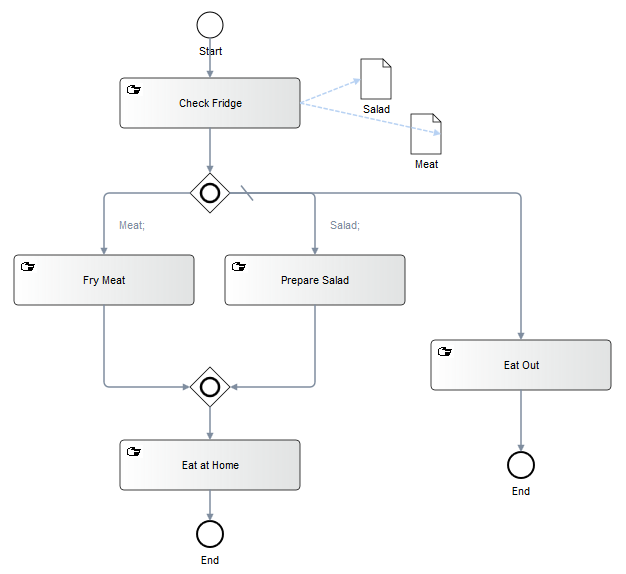 Start
Check Fridge
Salad
Meat
Meat;
Salad;
Fry Meat
Prepare Salad
Eat Out
Eat at Home
End
End